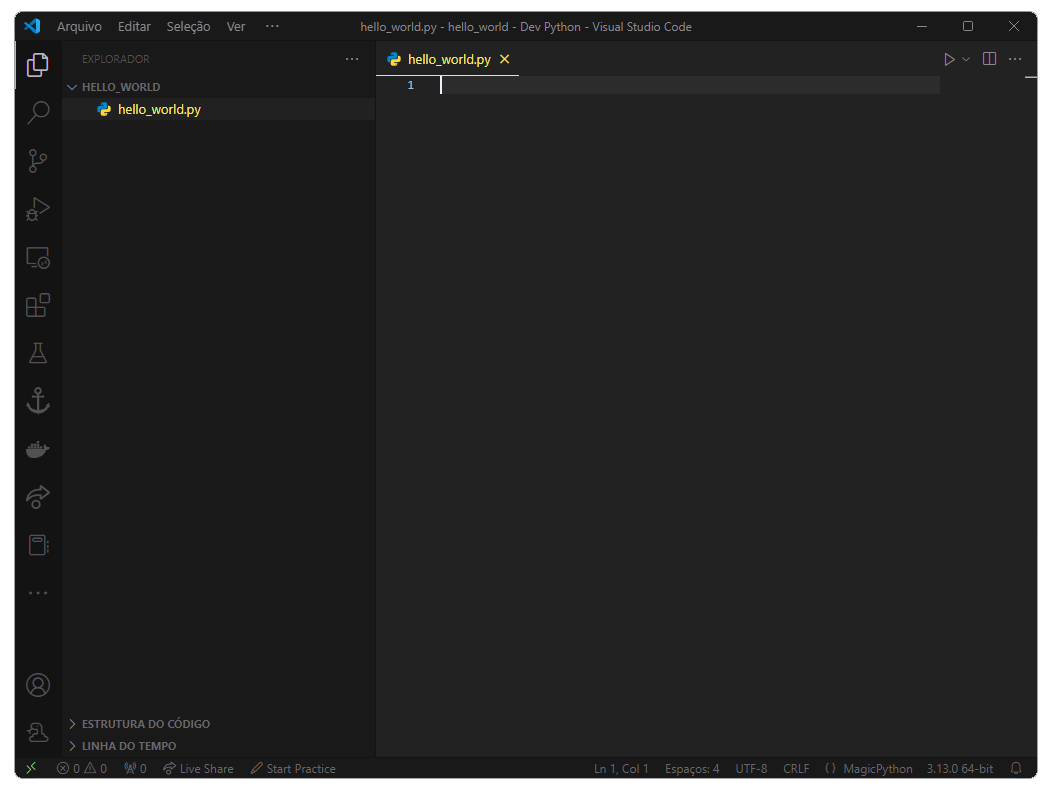 Arquivo Editar Seleção Ver ··· hello_world.py - hello_world - Dev Python - Visual Studio Code
EXPLORADOR ···
HELLO_WORLD
hello_world.py
hello_world.py
1
ESTRUTURA DO CÓDIGO
LINHA DO TEMPO
0 0 0 Live Share Start Practice Ln 1, Col 1 Espaços: 4 UTF-8 CRLF {} MagicPython 3.13.0 64-bit